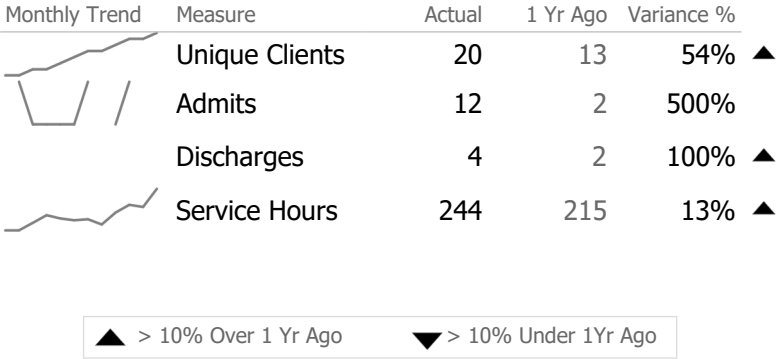 Monthly Trend Measure Actual 1 Yr Ago Variance %
Unique Clients 20 13 54%
Admits 12 2 500%
Discharges 4 2 100%
Service Hours 244 215 13%
> 10% Over 1 Yr Ago > 10% Under 1Yr Ago